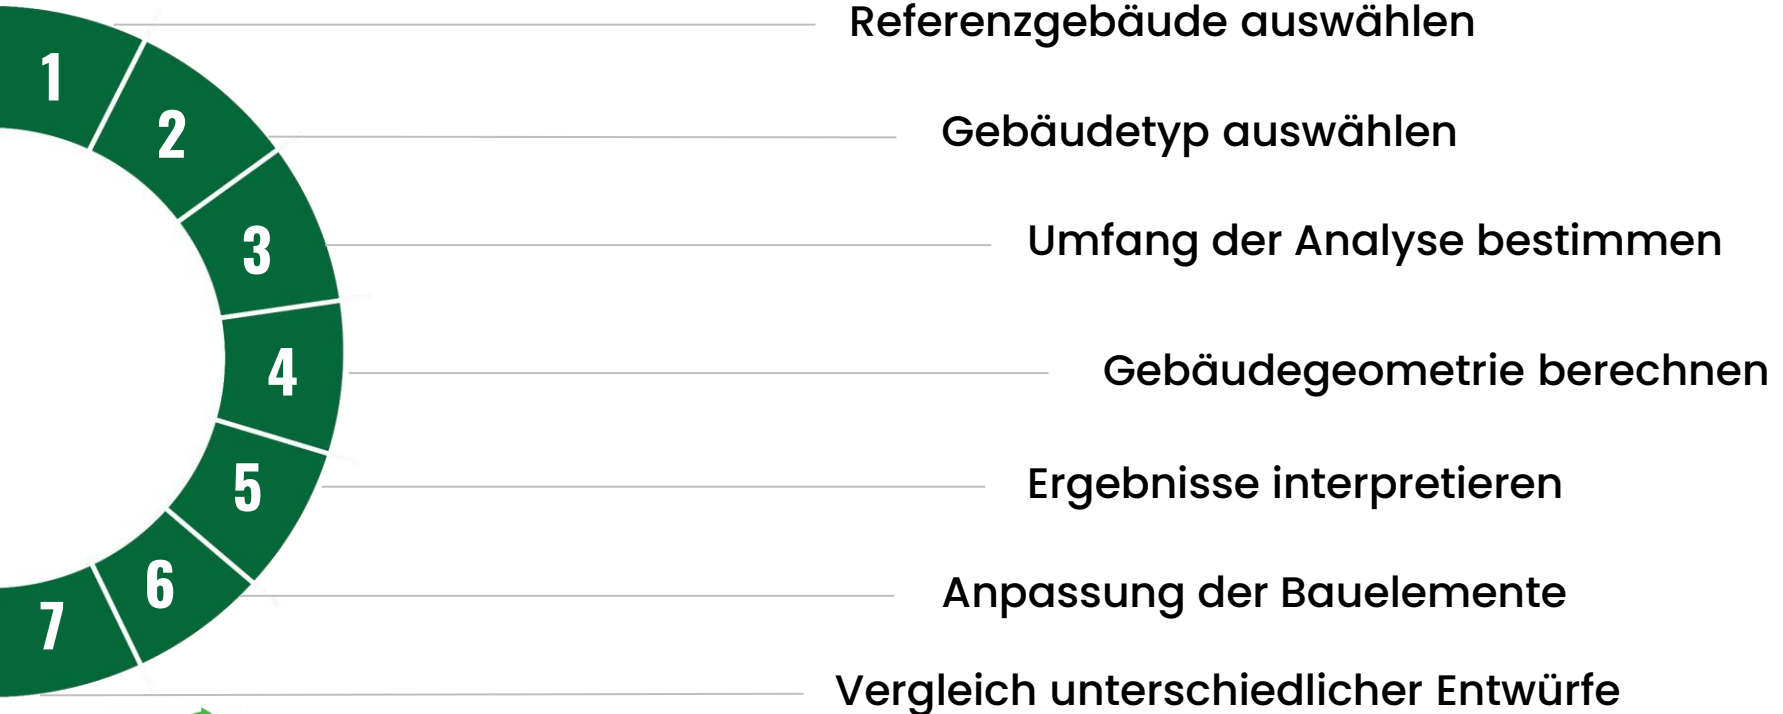 1 Referenzgebäude auswählen
2 Gebäudetyp auswählen
3 Umfang der Analyse bestimmen
4 Gebäudegeometrie berechnen
5 Ergebnisse interpretieren
6 Anpassung der Bauelemente
7 Vergleich unterschiedlicher Entwürfe